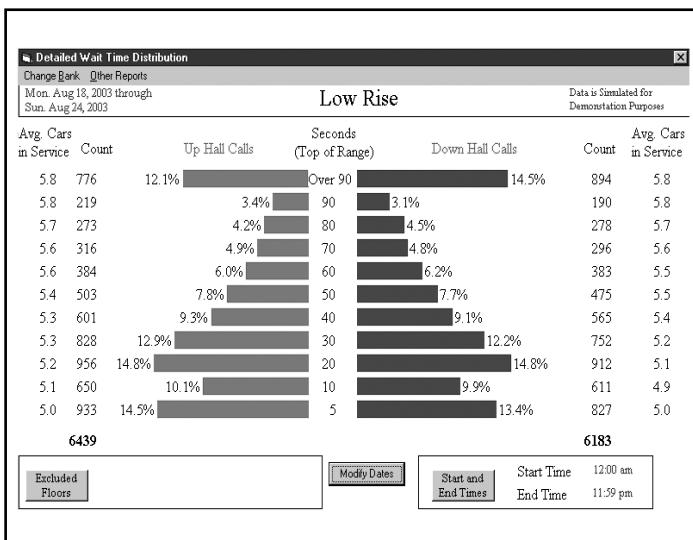 Detailed Wait Time Distribution
Change Bank Other Reports
Mon. Aug 18, 2003 through
Sun. Aug 24, 2003
Low Rise
Data is Simulated for
Demonstation Purposes
Avg. Cars
in Service
Count
Up Hall Calls
Seconds
(Top of Range)
Down Hall Calls
Count
Avg. Cars
in Service
5.8 776 12.1% Over 90 14.5% 894 5.8
5.8 219 3.4% 90 3.1% 190 5.8
5.7 273 4.2% 80 4.5% 278 5.7
5.6 316 4.9% 70 4.8% 296 5.6
5.6 384 6.0% 60 6.2% 383 5.5
5.4 503 7.8% 50 7.7% 475 5.5
5.3 601 9.3% 40 9.1% 565 5.4
5.3 828 12.9% 30 12.2% 752 5.2
5.2 956 14.8% 20 14.8% 912 5.1
5.1 650 10.1% 10 9.9% 611 4.9
5.0 933 14.5% 5 13.4% 827 5.0
6439 6183
Excluded
Floors
Modify Dates
Start and
End Times
Start Time 12:00 am
End Time 11:59 pm